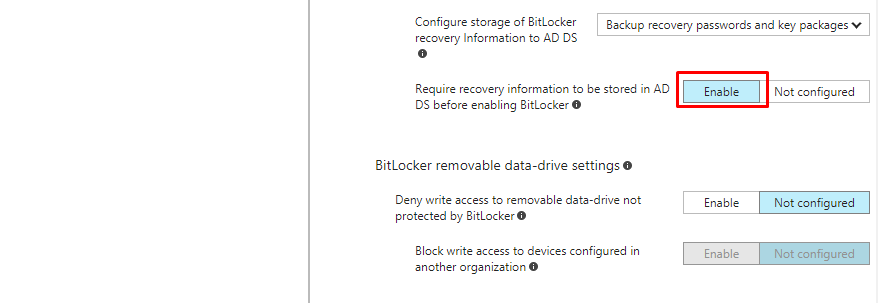 Configure storage of BitLocker
recovery Information to AD DS
Backup recovery passwords and key packages
Require recovery information to be stored in AD
DS before enabling BitLocker
Enable Not configured
BitLocker removable data-drive settings
Deny write access to removable data-drive not
protected by BitLocker
Enable Not configured
Block write access to devices configured in
another organization
Enable Not configured